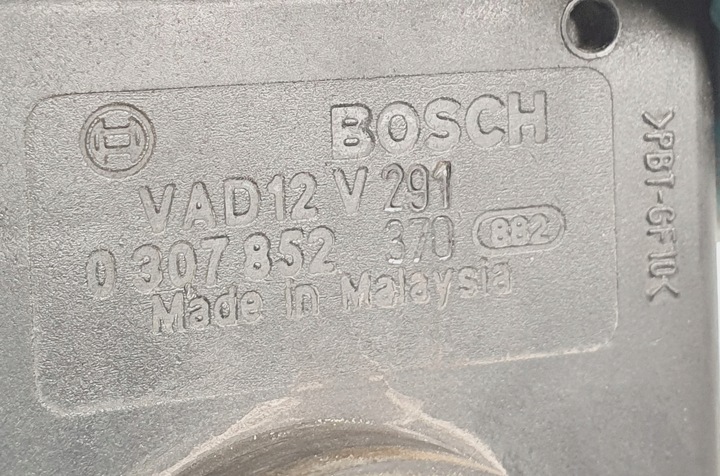 BOSCH
VAD12 V 291
0 307 852 370 882
Made in Malaysia
>PBT-GF10<